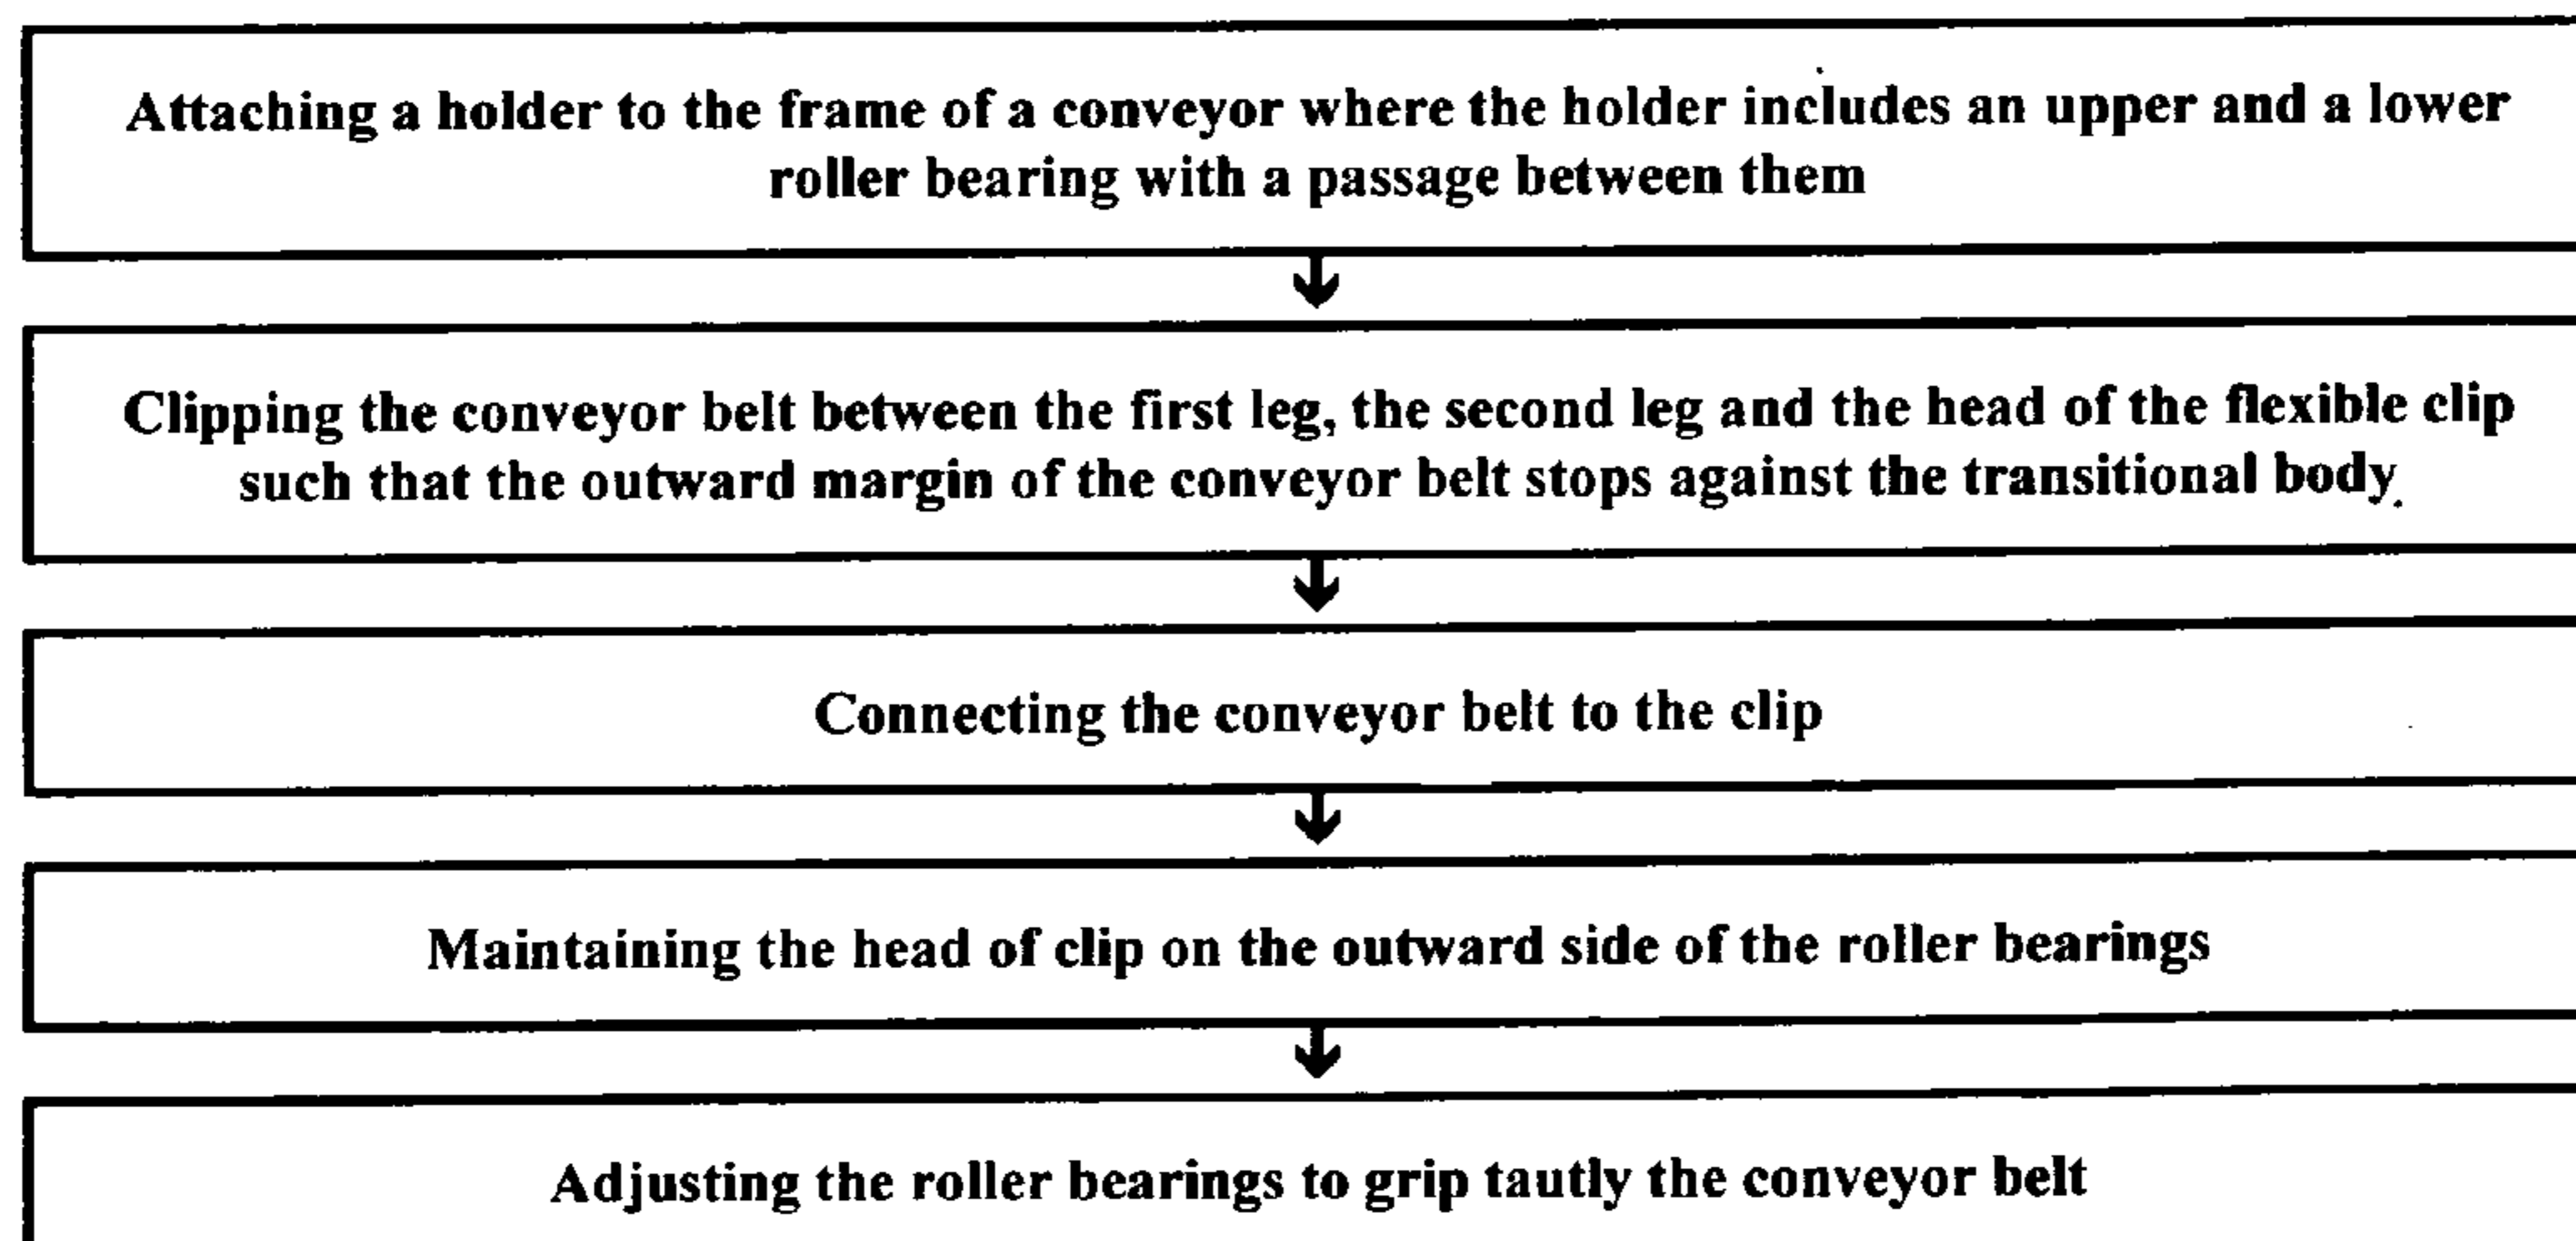 Attaching a holder to the frame of a conveyor where the holder includes an upper and a lower
roller bearing with a passage between them
Clipping the conveyor belt between the first leg, the second leg and the head of the flexible clip
such that the outward margin of the conveyor belt stops against the transitional body
Connecting the conveyor belt to the clip
Maintaining the head of clip on the outward side of the roller bearings
Adjusting the roller bearings to grip tautly the conveyor belt